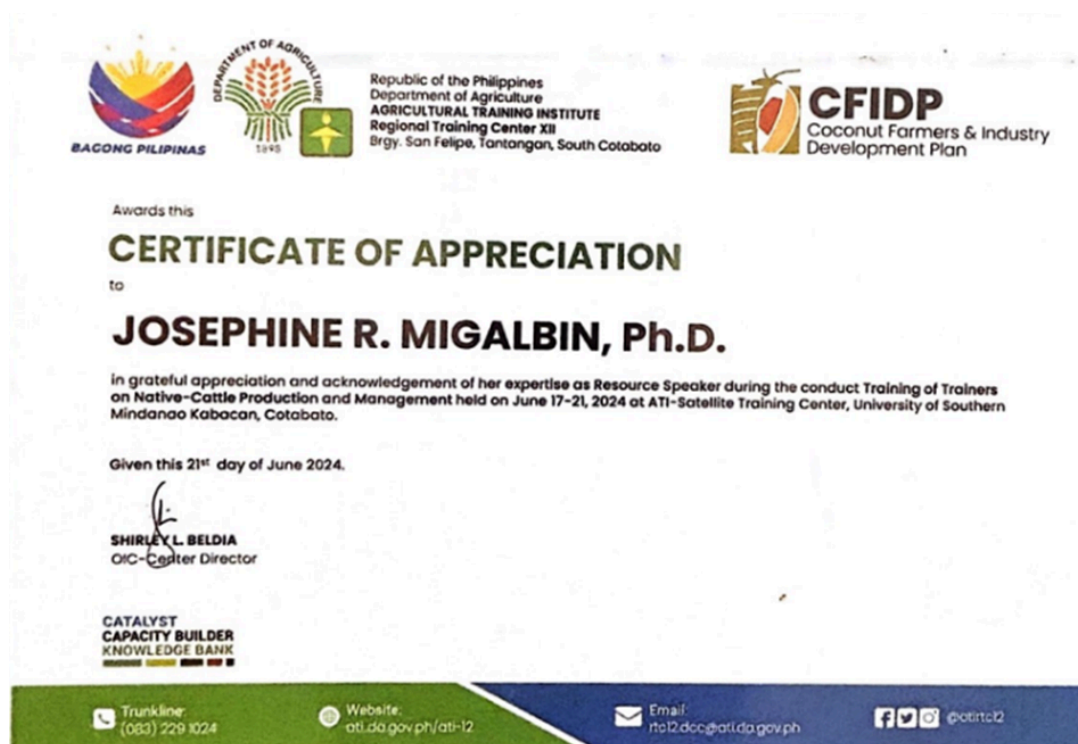 BAGONG PILIPINAS
DEPARTMENT OF AGRICULTURE
1898
Republic of the Philippines
Department of Agriculture
AGRICULTURAL TRAINING INSTITUTE
Regional Training Center XII
Brgy. San Felipe, Tantangan, South Cotabato
CFIDP
Coconut Farmers & Industry
Development Plan
Awards this
CERTIFICATE OF APPRECIATION
to
JOSEPHINE R. MIGALBIN, Ph.D.
in grateful appreciation and acknowledgement of her expertise as Resource Speaker during the conduct Training of Trainers
on Native-Cattle Production and Management held on June 17-21, 2024 at ATI-Satellite Training Center, University of Southern
Mindanao Kabacan, Cotabato.
Given this 21st day of June 2024.
SHIRLEY L. BELDIA
OIC-Center Director
CATALYST
CAPACITY BUILDER
KNOWLEDGE BANK
Trunkline:
(083) 229 1024
Website:
ati.da.gov.ph/ati-12
Email:
rtc12.dcc@ati.da.gov.ph
@atirtc12